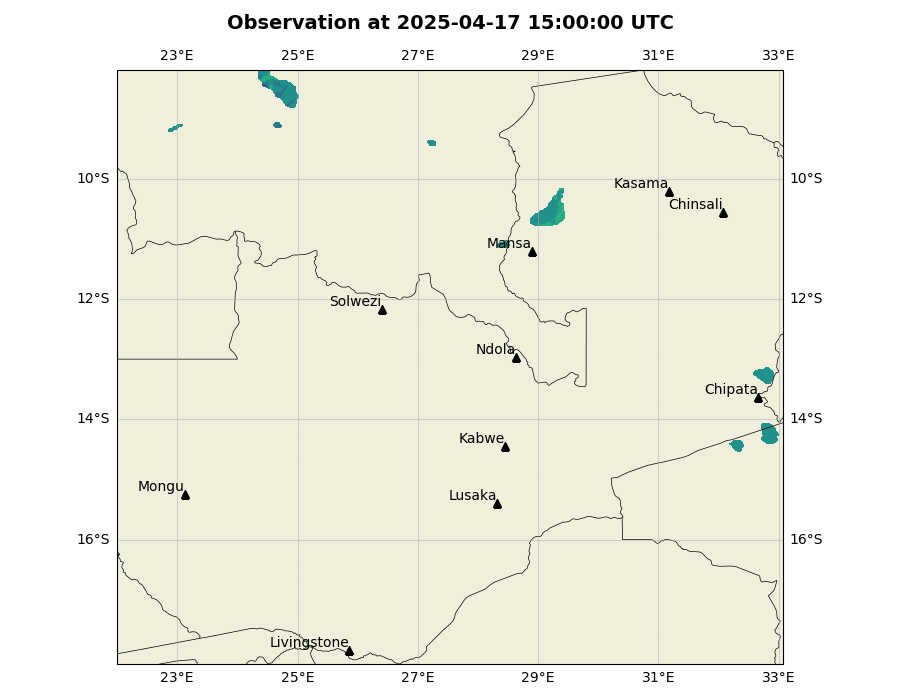 Observation at 2025-04-17 15:00:00 UTC
23°E 25°E 27°E 29°E 31°E 33°E
10°S 10°S
Kasama
Chinsali
Mansa
12°S 12°S
Solwezi
Ndola
Chipata
14°S 14°S
Kabwe
Mongu
Lusaka
16°S 16°S
Livingstone
23°E 25°E 27°E 29°E 31°E 33°E